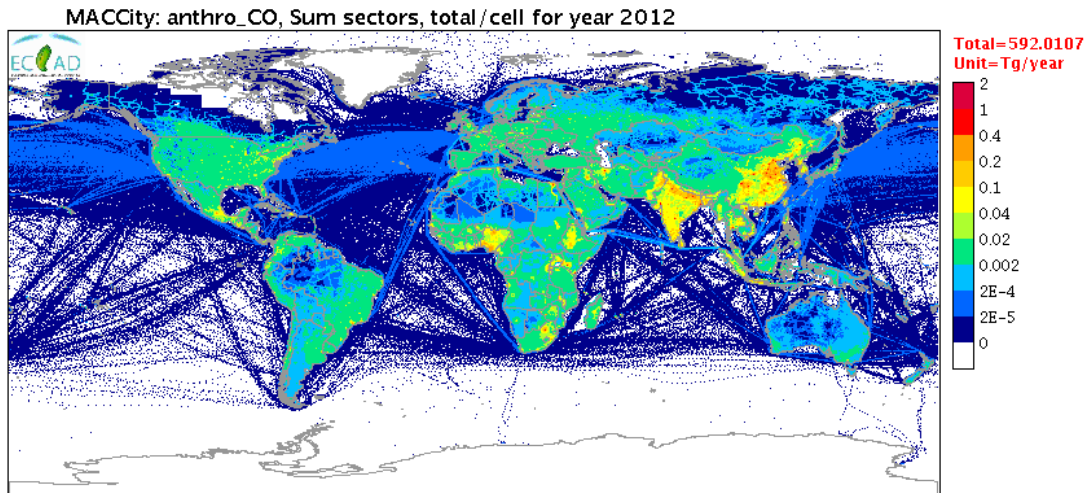 MACCity: anthro_CO, Sum sectors, total/cell for year 2012
ECCAD
Total=592.0107
Unit=Tg/year
2
1
0.4
0.2
0.1
0.04
0.02
0.002
2E-4
2E-5
0